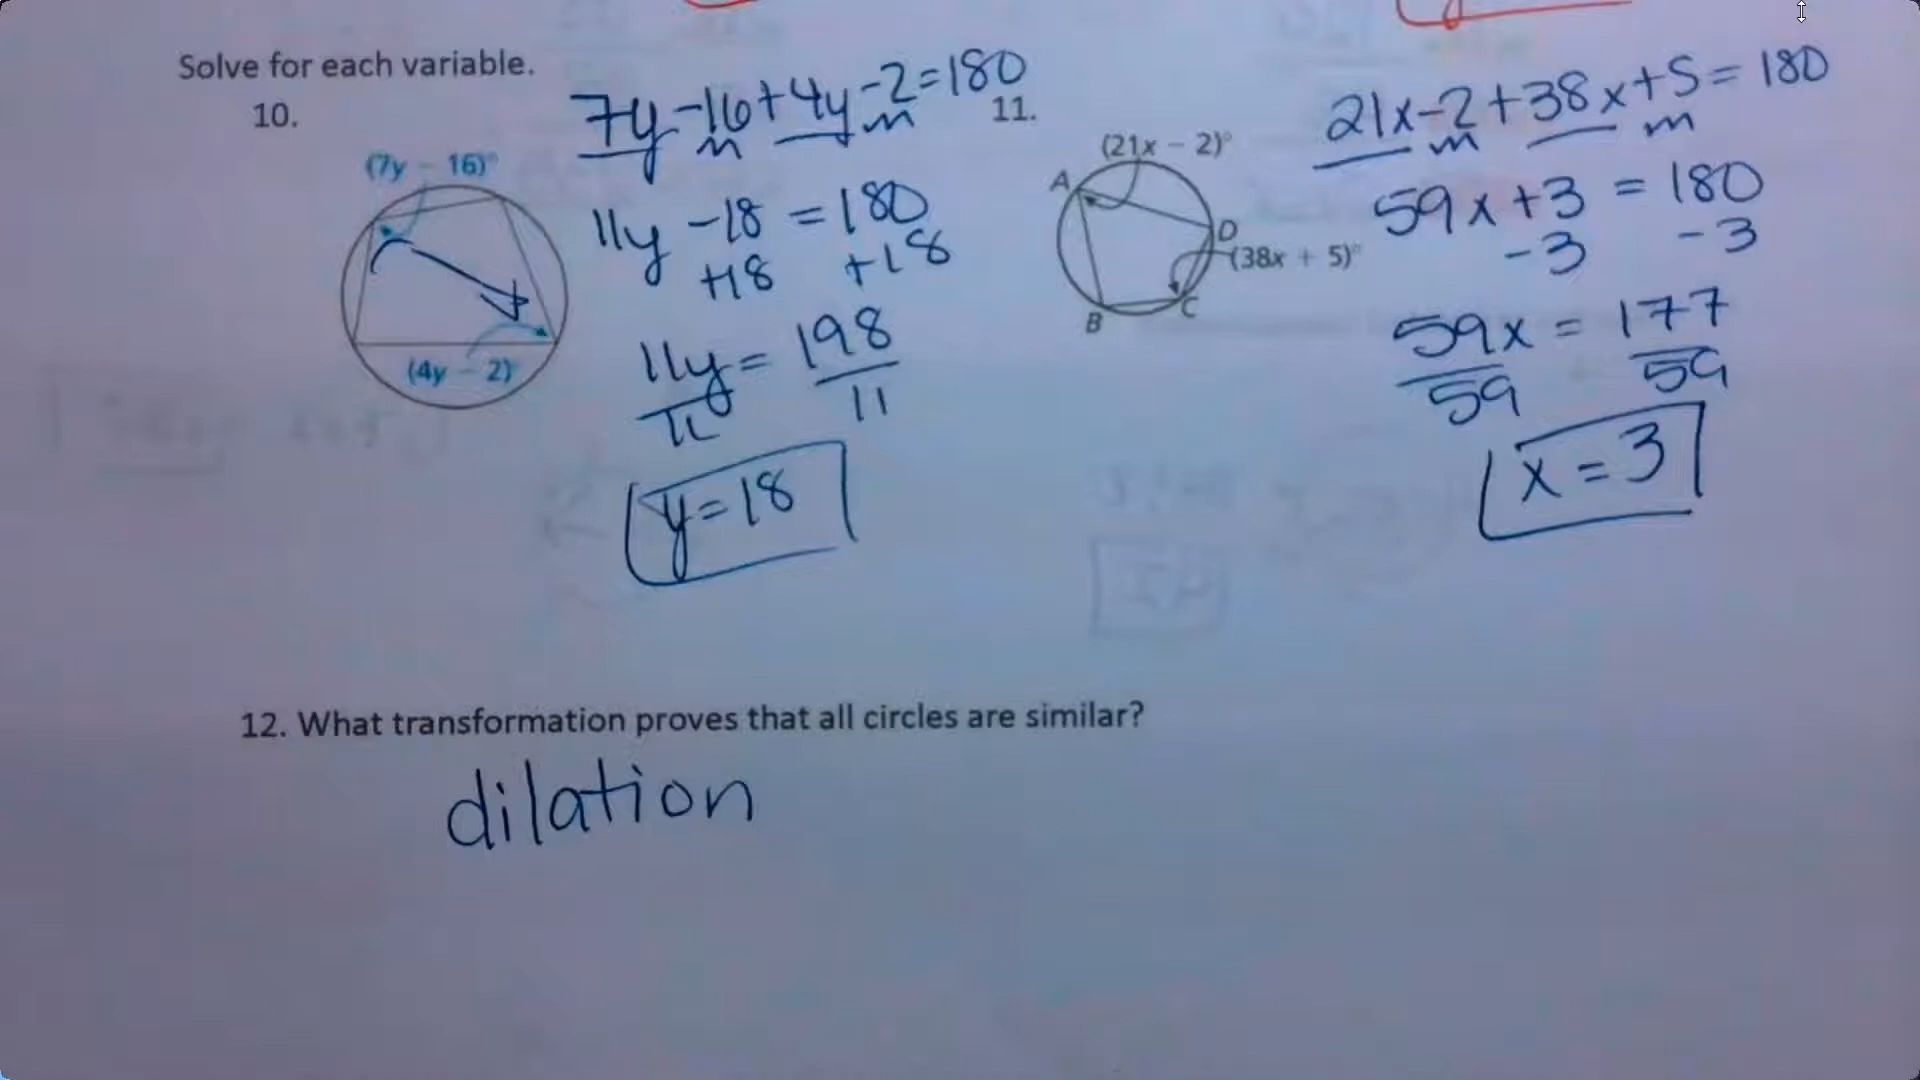 Solve for each variable.
10.
7y - 16 + 4y - 2 = 180
(7y - 16)°
11y - 18 = 180
+18 +18
11y = 198
11 11
y = 18
(4y - 2)°
11.
21x - 2 + 38x + 5 = 180
(21x - 2)°
A
D
(38x + 5)°
B
C
59x + 3 = 180
-3 -3
59x = 177
59 59
x = 3
12. What transformation proves that all circles are similar?
dilation